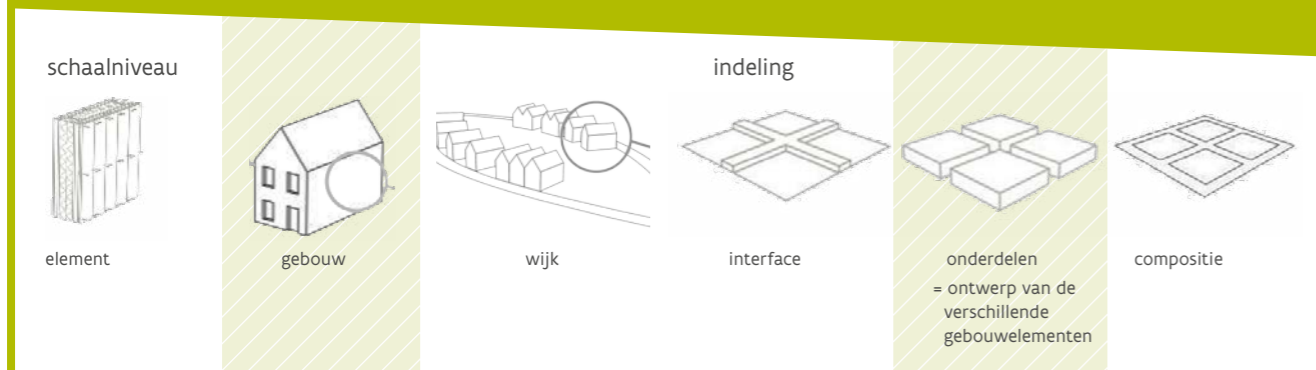 schaalniveau
indeling
element
gebouw
wijk
interface
onderdelen
= ontwerp van de
verschillende
gebouwelementen
compositie